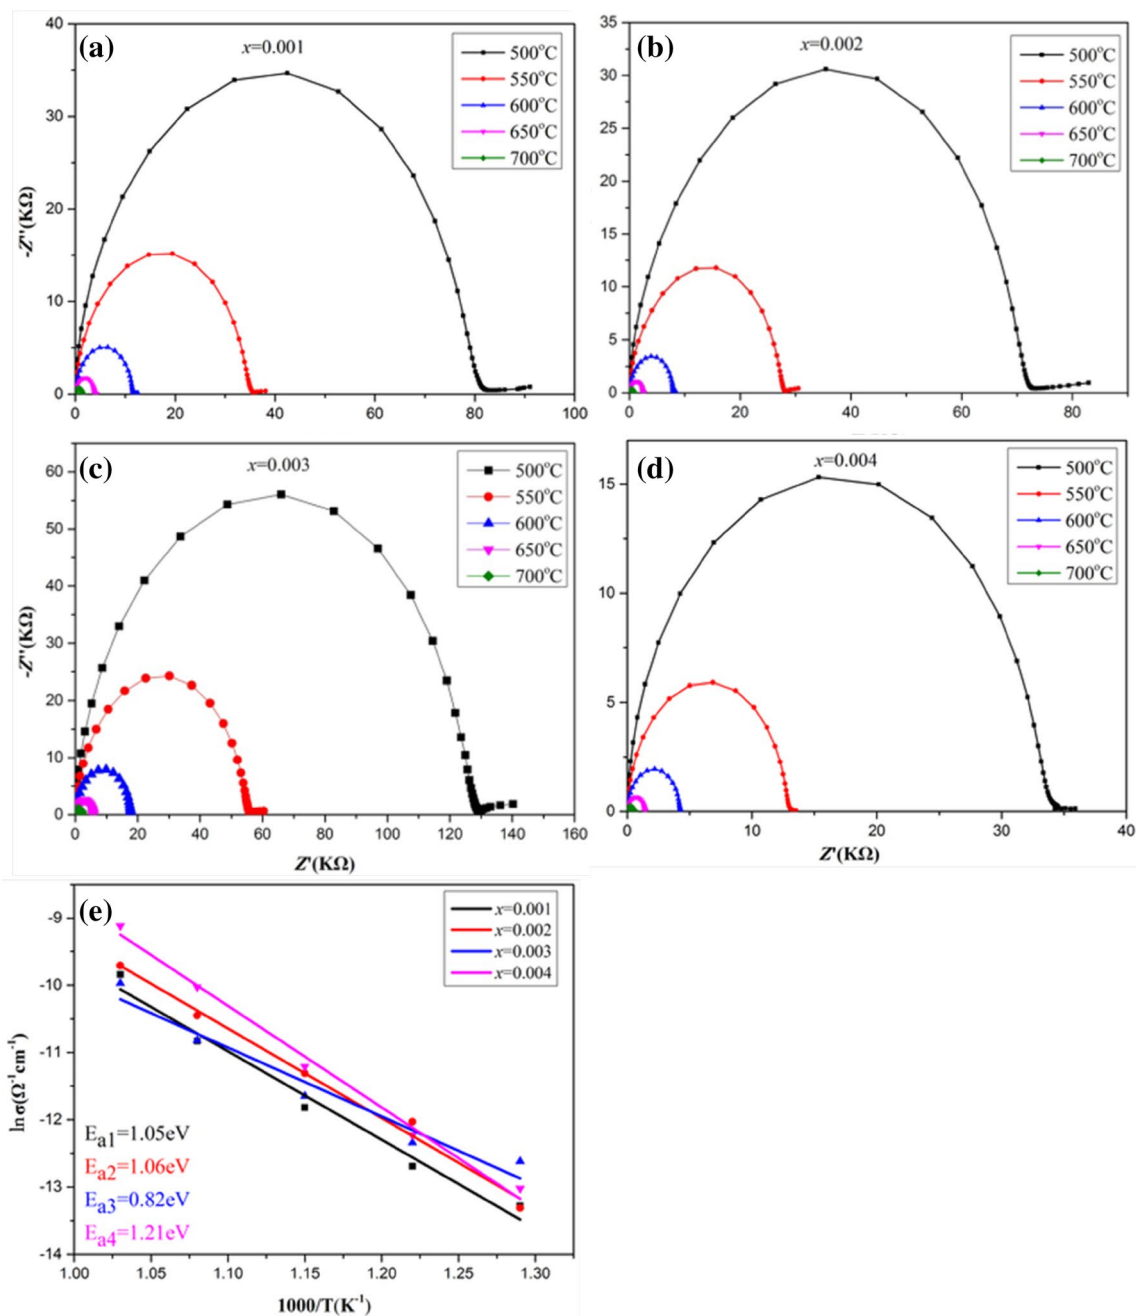 (a)
x=0.001
500°C
550°C
600°C
650°C
700°C
40
35
30
25
20
15
10
5
0
-Z''(KΩ)
0 20 40 60 80 100
(b)
x=0.002
500°C
550°C
600°C
650°C
700°C
35
30
25
20
15
10
5
0
0 20 40 60 80
(c)
x=0.003
500°C
550°C
600°C
650°C
700°C
60
50
40
30
20
10
0
-Z''(KΩ)
0 20 40 60 80 100 120 140 160
Z'(KΩ)
(d)
x=0.004
500°C
550°C
600°C
650°C
700°C
15
10
5
0
0 10 20 30 40
Z'(KΩ)
(e)
x=0.001
x=0.002
x=0.003
x=0.004
-9
-10
-11
-12
-13
-14
lnσ(Ω⁻¹cm⁻¹)
Ea1=1.05eV
Ea2=1.06eV
Ea3=0.82eV
Ea4=1.21eV
1.00 1.05 1.10 1.15 1.20 1.25 1.30
1000/T(K⁻¹)